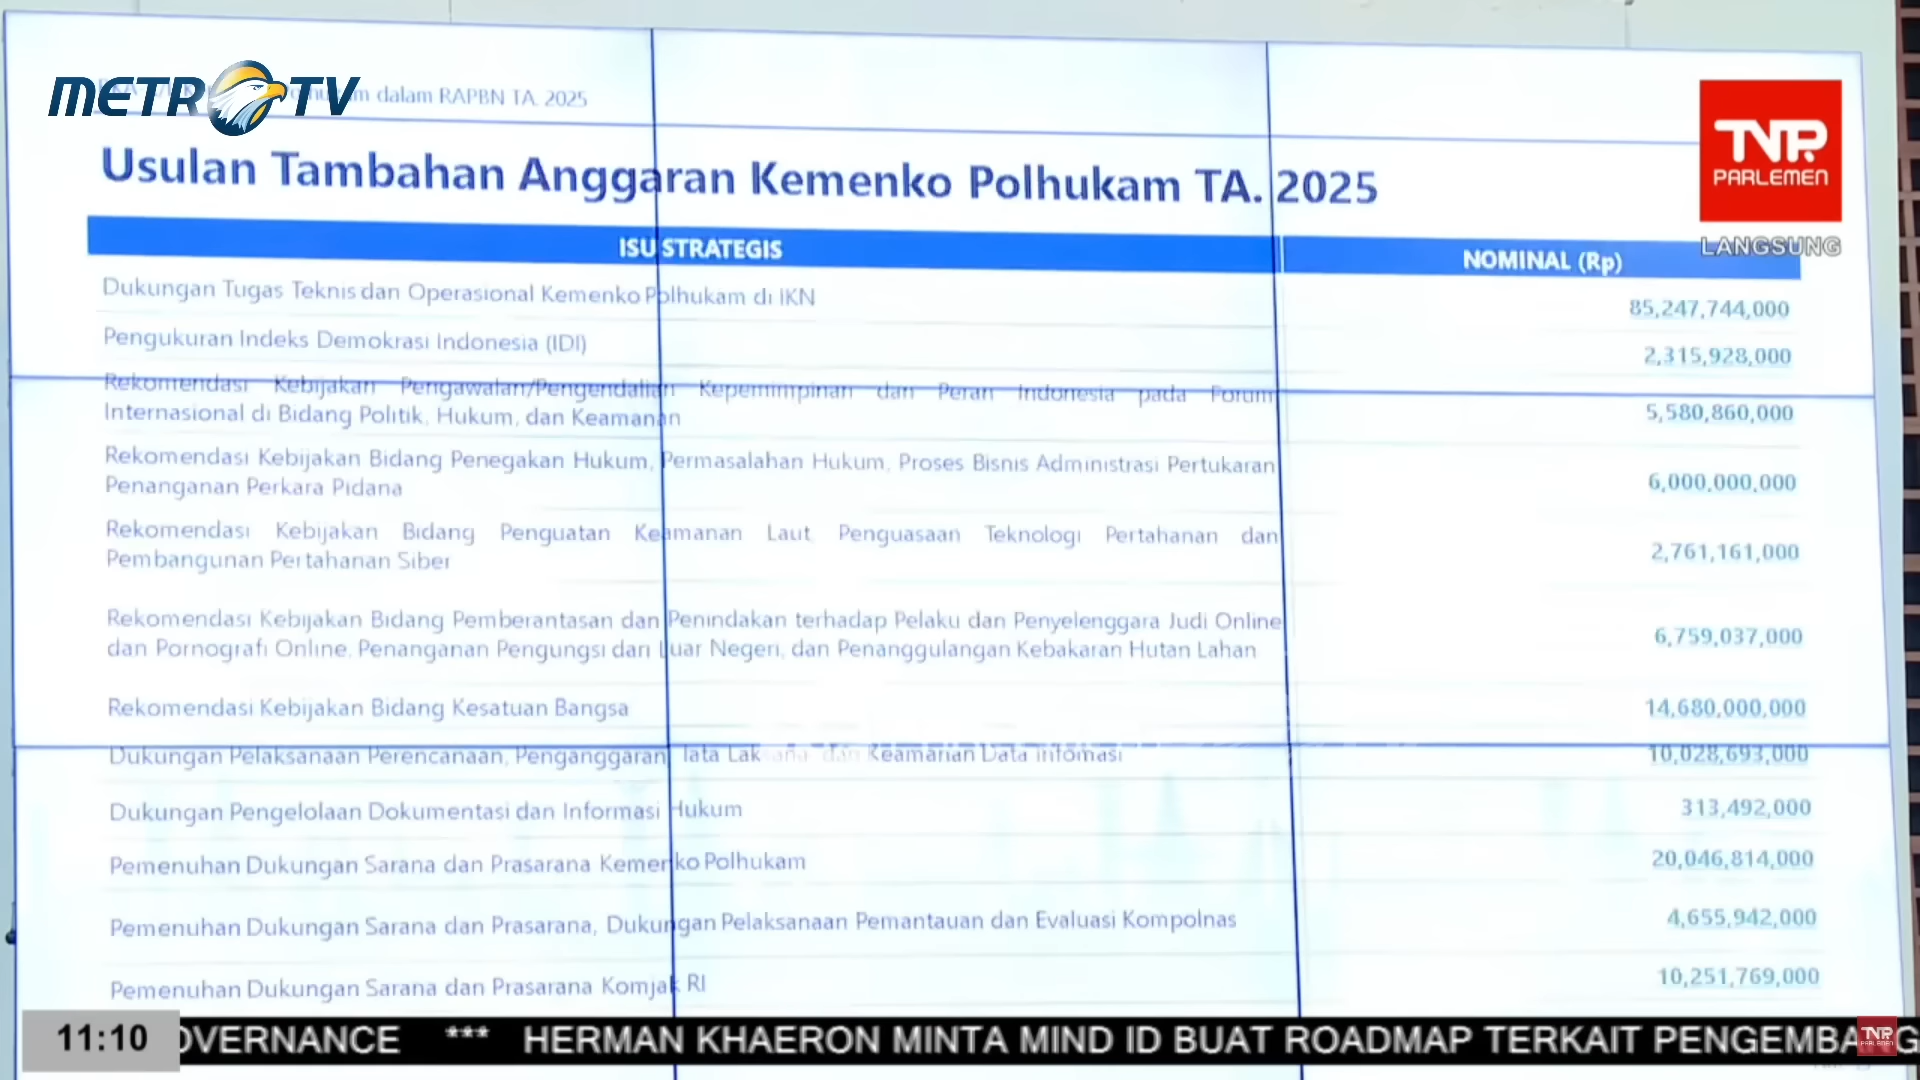 METRO TV
dalam RAPBN TA. 2025
TVR
PARLEMEN
LANGSUNG
Usulan Tambahan Anggaran Kemenko Polhukam TA. 2025
ISU STRATEGIS NOMINAL (Rp)
Dukungan Tugas Teknis dan Operasional Kemenko Polhukam di IKN 85,247,744,000
Pengukuran Indeks Demokrasi Indonesia (IDI) 2,315,928,000
Rekomendasi Kebijakan Pengawalan/Pengendalian Kepemimpinan dan Peran Indonesia pada Forum
Internasional di Bidang Politik, Hukum, dan Keamanan 5,580,860,000
Rekomendasi Kebijakan Bidang Penegakan Hukum, Permasalahan Hukum, Proses Bisnis Administrasi Pertukaran
Penanganan Perkara Pidana 6,000,000,000
Rekomendasi Kebijakan Bidang Penguatan Keamanan Laut, Penguasaan Teknologi Pertahanan dan
Pembangunan Pertahanan Siber 2,761,161,000
Rekomendasi Kebijakan Bidang Pemberantasan dan Penindakan terhadap Pelaku dan Penyelenggara Judi Online
dan Pornografi Online, Penanganan Pengungsi dari Luar Negeri, dan Penanggulangan Kebakaran Hutan Lahan 6,759,037,000
Rekomendasi Kebijakan Bidang Kesatuan Bangsa 14,680,000,000
Dukungan Pelaksanaan Perencanaan, Penganggaran, Tata Laksana dan Keamanan Data Infomasi 10,028,693,000
Dukungan Pengelolaan Dokumentasi dan Informasi Hukum 313,492,000
Pemenuhan Dukungan Sarana dan Prasarana Kemenko Polhukam 20,046,814,000
Pemenuhan Dukungan Sarana dan Prasarana, Dukungan Pelaksanaan Pemantauan dan Evaluasi Kompolnas 4,655,942,000
Pemenuhan Dukungan Sarana dan Prasarana Komjak RI 10,251,769,000
11:10 OVERNANCE *** HERMAN KHAERON MINTA MIND ID BUAT ROADMAP TERKAIT PENGEMBANG
TVR
PARLEMEN